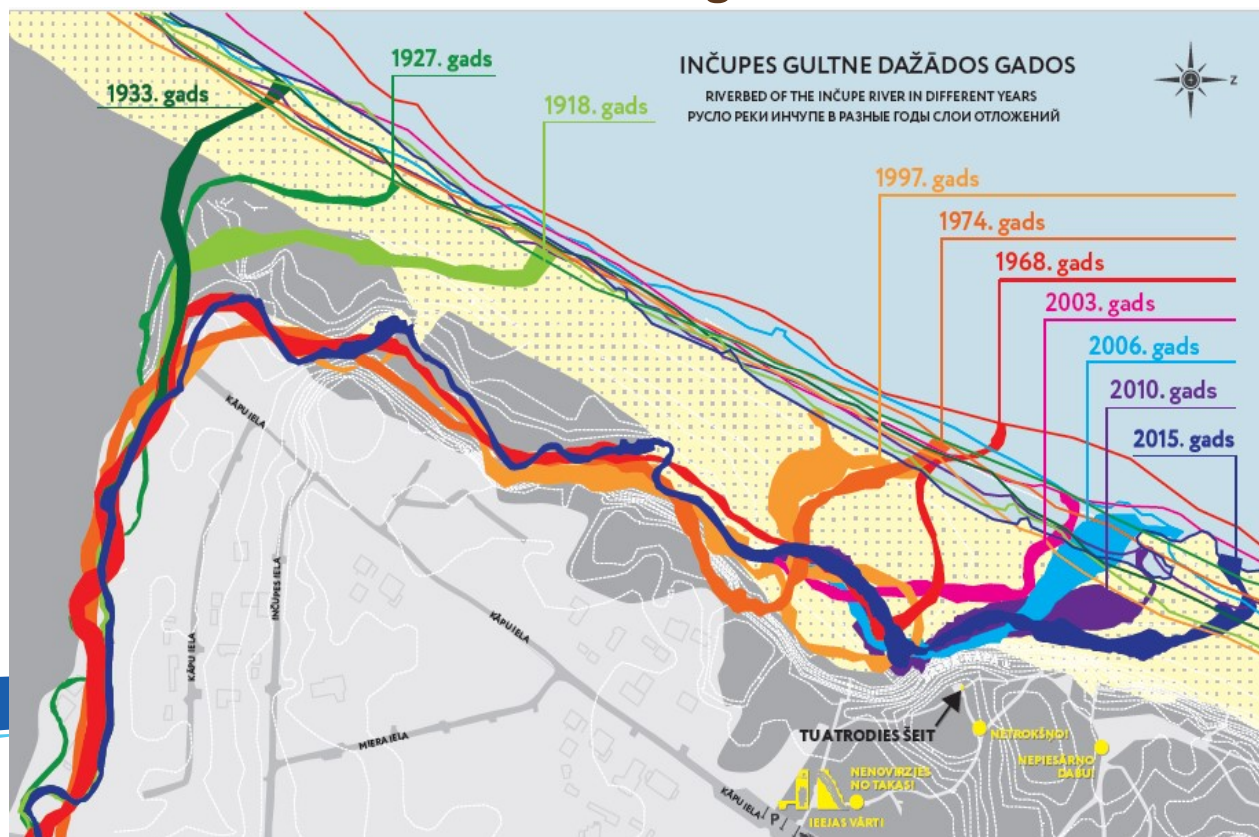 INČUPES GULTNE DAŽĀDOS GADOS
RIVERBED OF THE INČUPE RIVER IN DIFFERENT YEARS
РУСЛО РЕКИ ИНЧУПЕ В РАЗНЫЕ ГОДЫ СЛОИ ОТЛОЖЕНИЙ
Z
1927. gads
1933. gads
1918. gads
1997. gads
1974. gads
1968. gads
2003. gads
2006. gads
2010. gads
2015. gads
KĀPU IELA
KĀPU IELA
INČUPES IELA
KĀPU IELA
MIERA IELA
KĀPU IELA
P
TU ATRODIES ŠEIT
NETROKŠŅO!
NEPIESĀRŅO
DABU!
NENOVIRZIES
NO TAKAS!
IEEJAS VĀRTI